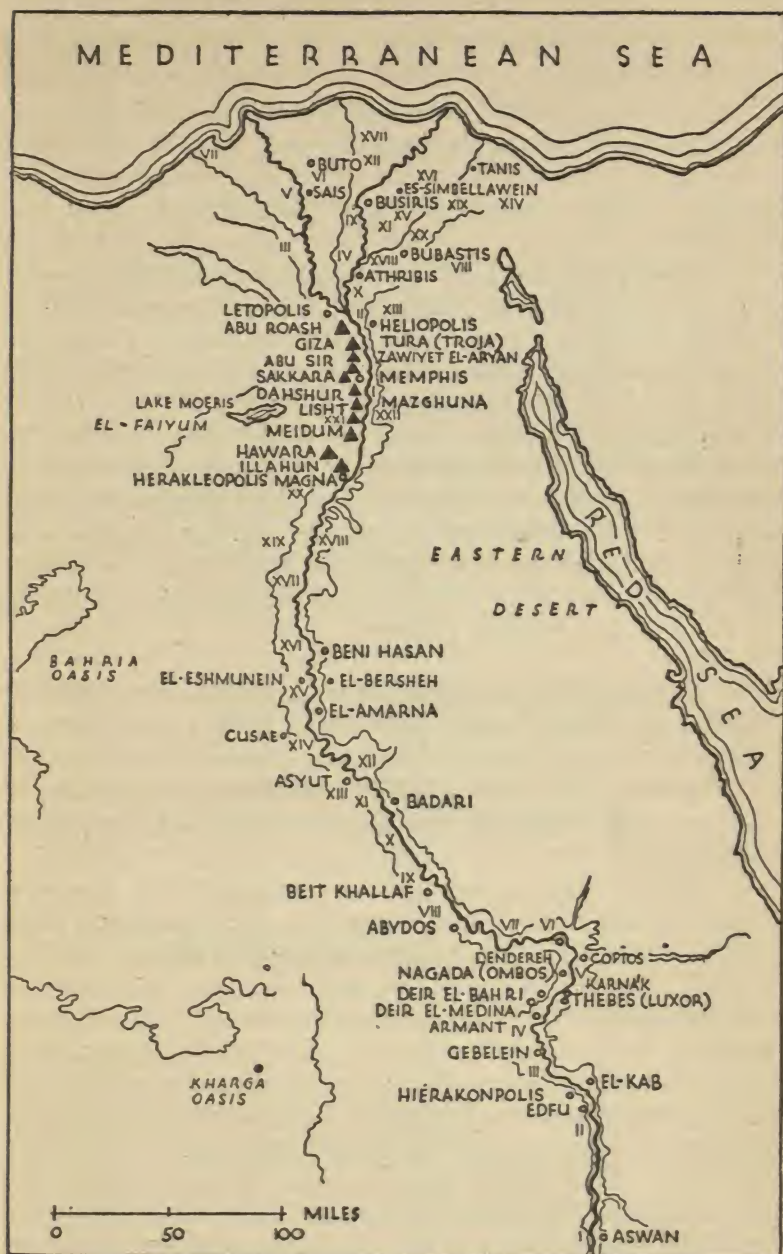 MEDITERRANEAN SEA
VII
XVII
XII
BUTO
VI
V
SAIS
XVI
TANIS
ES-SIMBELLAWEIN
BUSIRIS
XV
XIX
XIV
IX
XI
III
IV
XX
XVIII
BUBASTIS
VIII
ATHRIBIS
X
LETOPOLIS
II
XIII
ABU ROASH
HELIOPOLIS
GIZA
TURA (TROJA)
ABU SIR
ZAWIYET EL-ARYAN
SAKKARA
MEMPHIS
DAHSHUR
I
LAKE MOERIS
LISHT
MAZGHUNA
EL-FAIYUM
XXI
XXII
MEIDUM
HAWARA
ILLAHUN
HERAKLEOPOLIS MAGNA
XX
XIX
XVIII
EASTERN
DESERT
RED SEA
XVII
BAHRIA
OASIS
XVI
BENI HASAN
EL-ESHMUNEIN
XV
EL-BERSHEH
EL-AMARNA
CUSAE
XIV
XII
ASYUT
XIII
XI
BADARI
X
IX
BEIT KHALLAF
VIII
ABYDOS
VII
VI
DENDEREH
COPTOS
NAGADA (OMBOS)
V
KARNAK
DEIR EL-BAHRI
THEBES (LUXOR)
DEIR EL-MEDINA
ARMANT
IV
GEBELEIN
III
EL-KAB
KHARGA
OASIS
HIÉRAKONPOLIS
EDFU
II
MILES
0 50 100
I
ASWAN